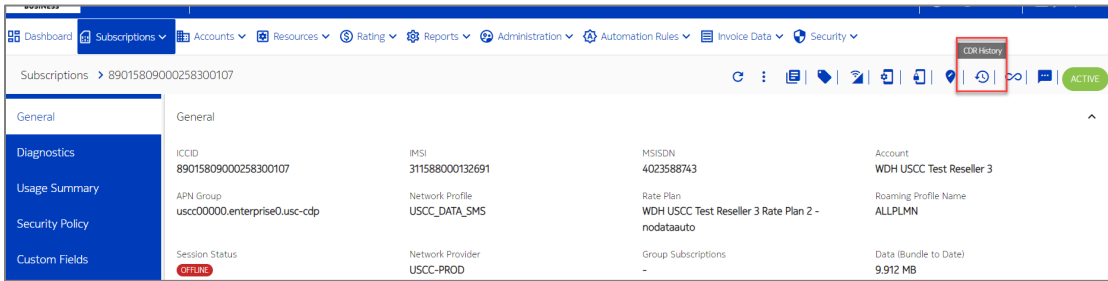 BUSINESS
Dashboard Subscriptions Accounts Resources Rating Reports Administration Automation Rules Invoice Data Security
CDR History
Subscriptions > 89015809000258300107 ACTIVE
General General
Diagnostics
ICCID IMSI MSISDN Account
89015809000258300107 311588000132691 4023588743 WDH USCC Test Reseller 3
Usage Summary
APN Group Network Profile Rate Plan Roaming Profile Name
uscc00000.enterprise0.usc-cdp USCC_DATA_SMS WDH USCC Test Reseller 3 Rate Plan 2 - ALLPLMN
nodataauto
Security Policy
Custom Fields
Session Status Network Provider Group Subscriptions Data (Bundle to Date)
OFFLINE USCC-PROD - 9.912 MB